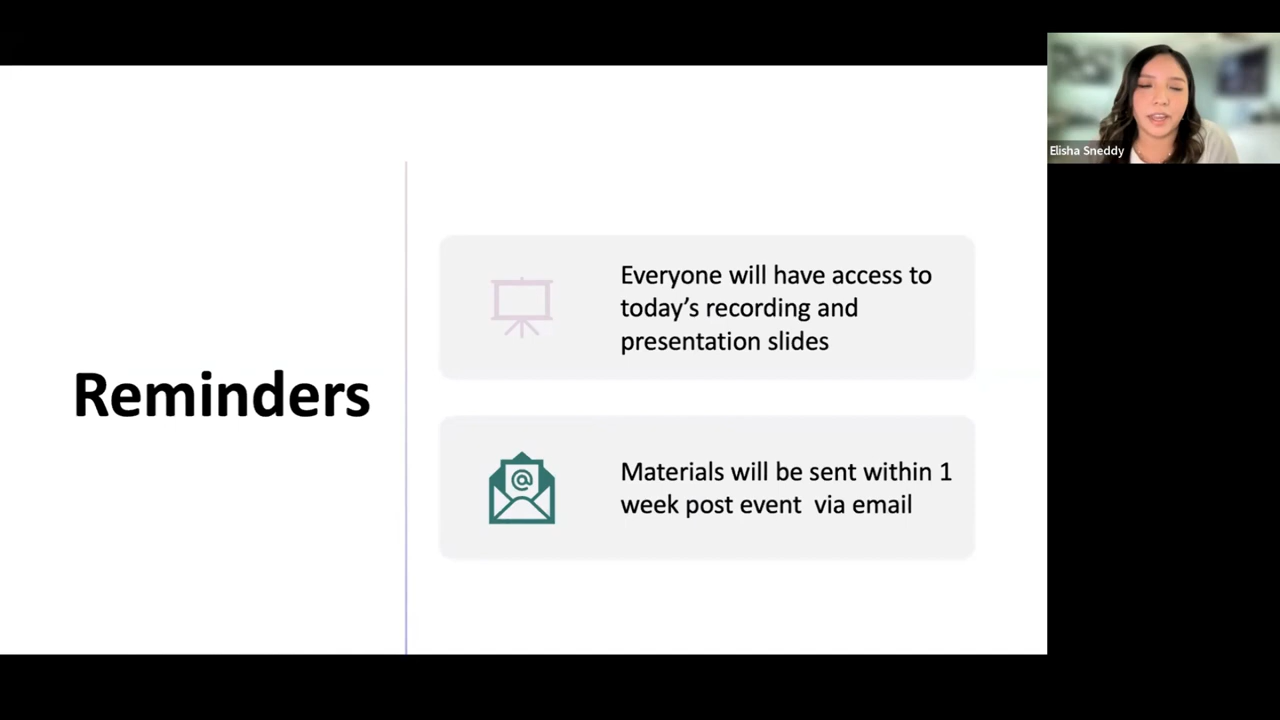 Reminders
Everyone will have access to
today’s recording and
presentation slides
@
Materials will be sent within 1
week post event  via email
Elisha Sneddy